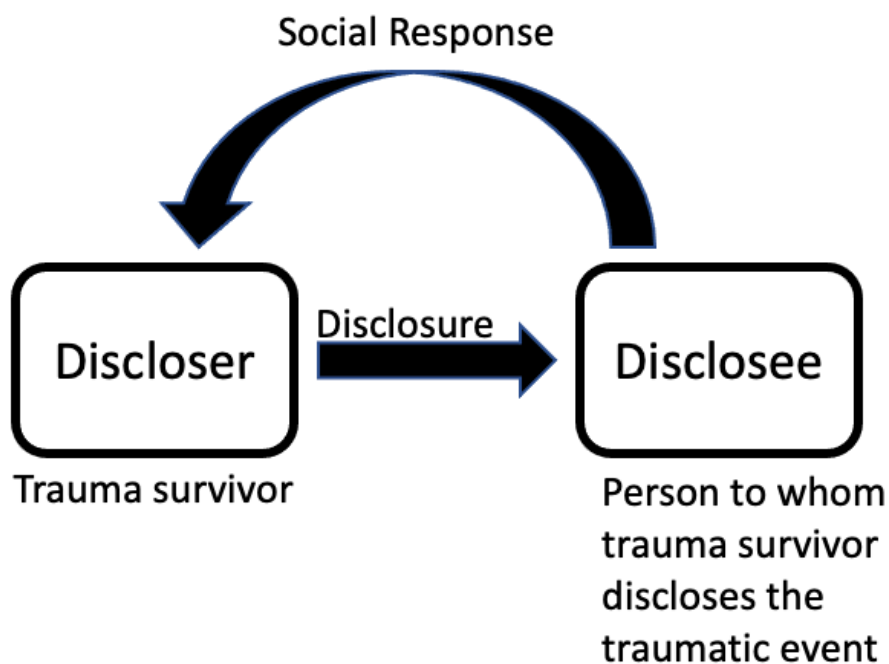 Social Response
Discloser
Disclosure
Disclosee
Trauma survivor
Person to whom
trauma survivor
discloses the
traumatic event